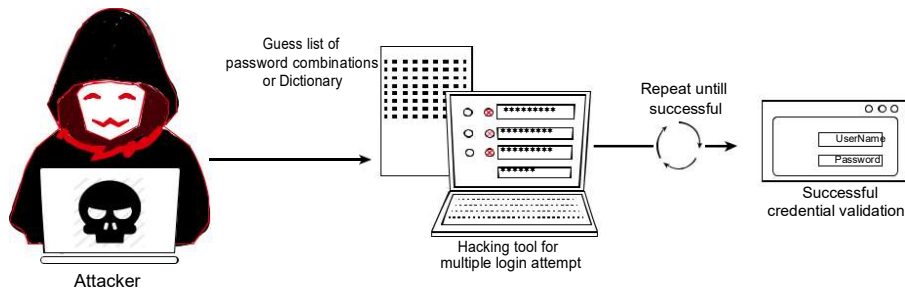 Guess list of
password combinations
or Dictionary
*********
*********
*********
******
Repeat untill
successful
UserName
Password
Successful
credential validation
Hacking tool for
multiple login attempt
Attacker